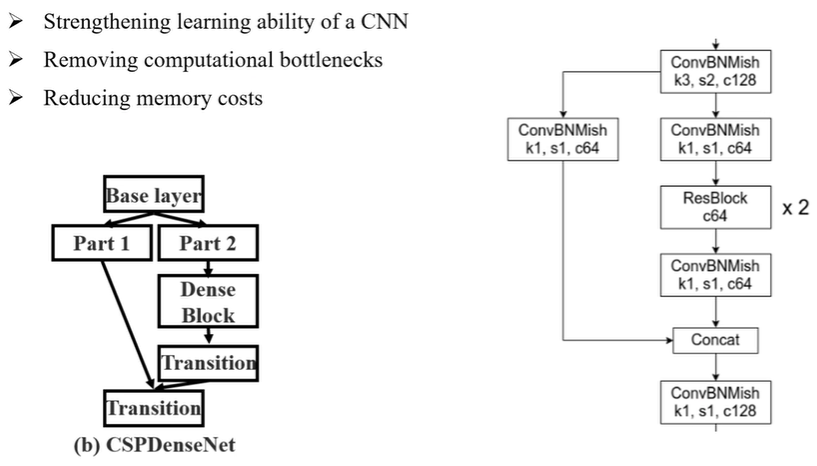 Strengthening learning ability of a CNN
Removing computational bottlenecks
Reducing memory costs
Base layer
Part 1
Part 2
Dense
Block
Transition
Transition
(b) CSPDenseNet
ConvBNMish
k3, s2, c128
ConvBNMish
k1, s1, c64
ConvBNMish
k1, s1, c64
ResBlock
c64
x 2
ConvBNMish
k1, s1, c64
Concat
ConvBNMish
k1, s1, c128